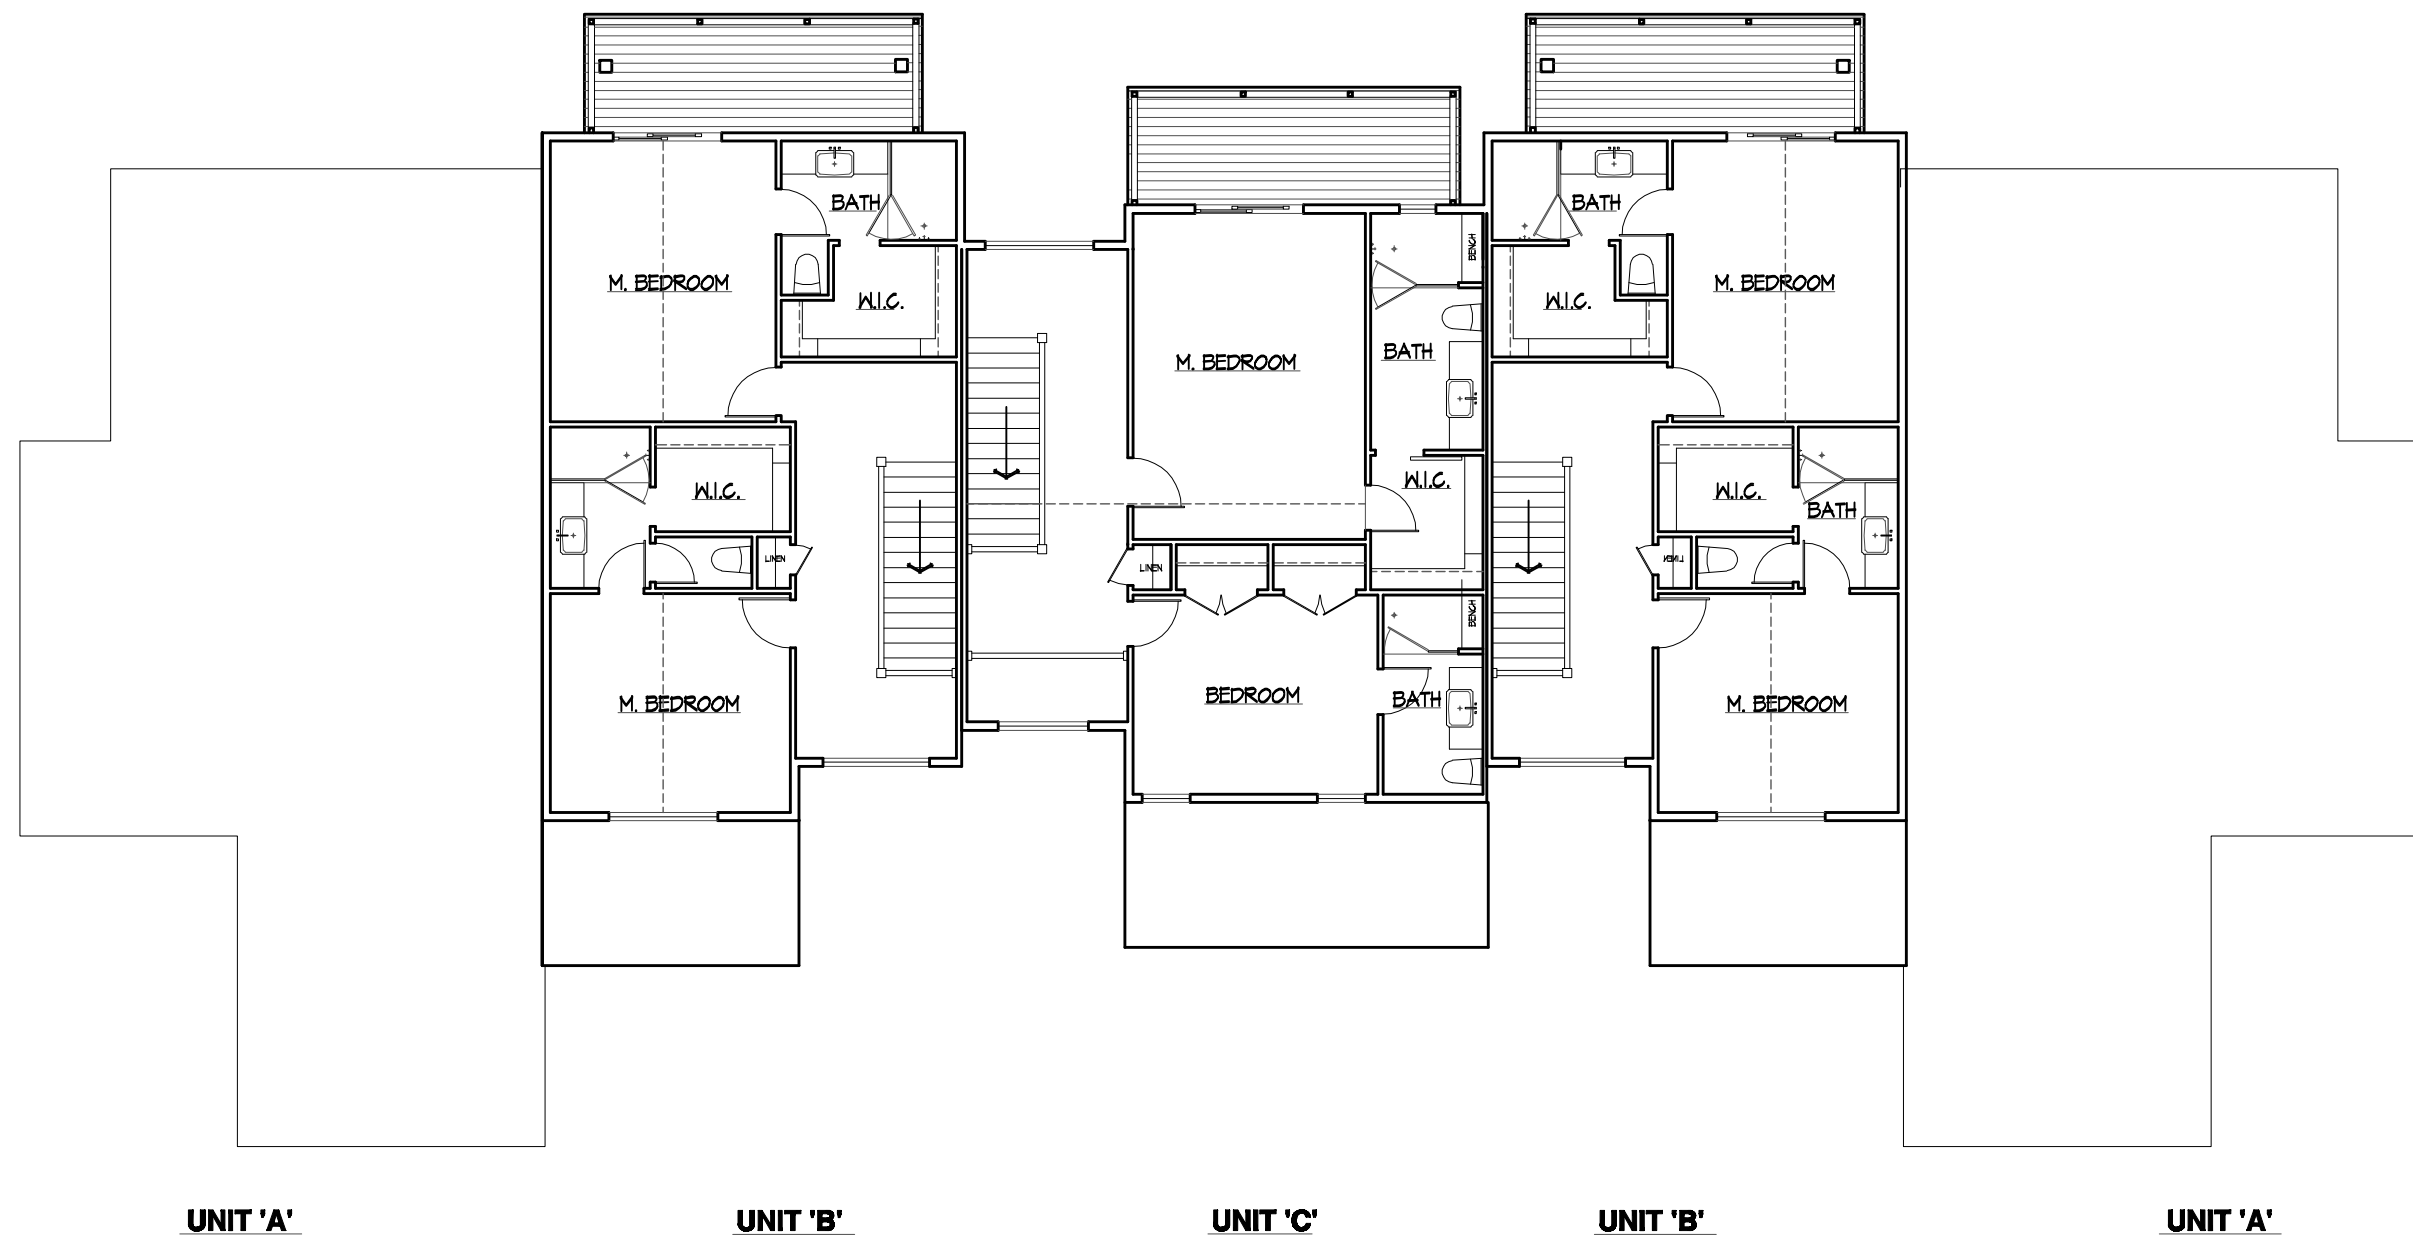 BATH
BATH
BENCH
M. BEDROOM
M. BEDROOM
W.I.C.
W.I.C.
BATH
M. BEDROOM
W.I.C.
W.I.C.
W.I.C.
BATH
LINEN
LINEN
LINEN
BENCH
M. BEDROOM
BEDROOM
BATH
M. BEDROOM
UNIT 'A'
UNIT 'B'
UNIT 'C'
UNIT 'B'
UNIT 'A'